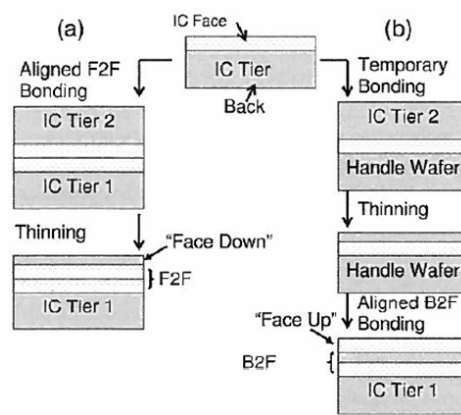 (a)
IC Face
(b)
Aligned F2F
Bonding
IC Tier
Back
Temporary
Bonding
IC Tier 2
IC Tier 1
Thinning
"Face Down"
F2F
IC Tier 1
IC Tier 2
Handle Wafer
Thinning
Handle Wafer
Aligned B2F
Bonding
"Face Up"
B2F
IC Tier 1